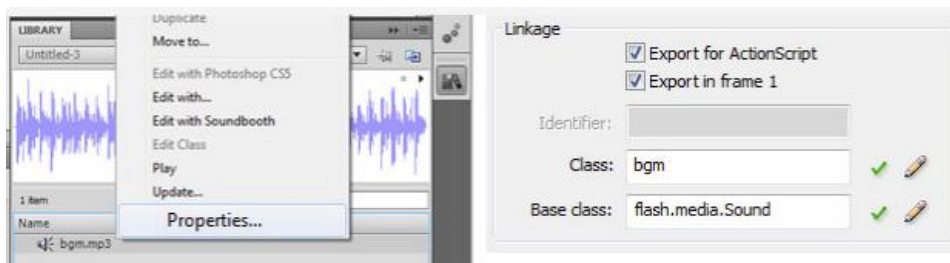 LIBRARY
Untitled-3
Duplicate
Move to...
Edit with Photoshop CS5
Edit with...
Edit with Soundbooth
Edit Class
Play
Update...
Properties...
1 item
Name
bgm.mp3
Linkage
Export for ActionScript
Export in frame 1
Identifier:
Class: bgm
Base class: flash.media.Sound